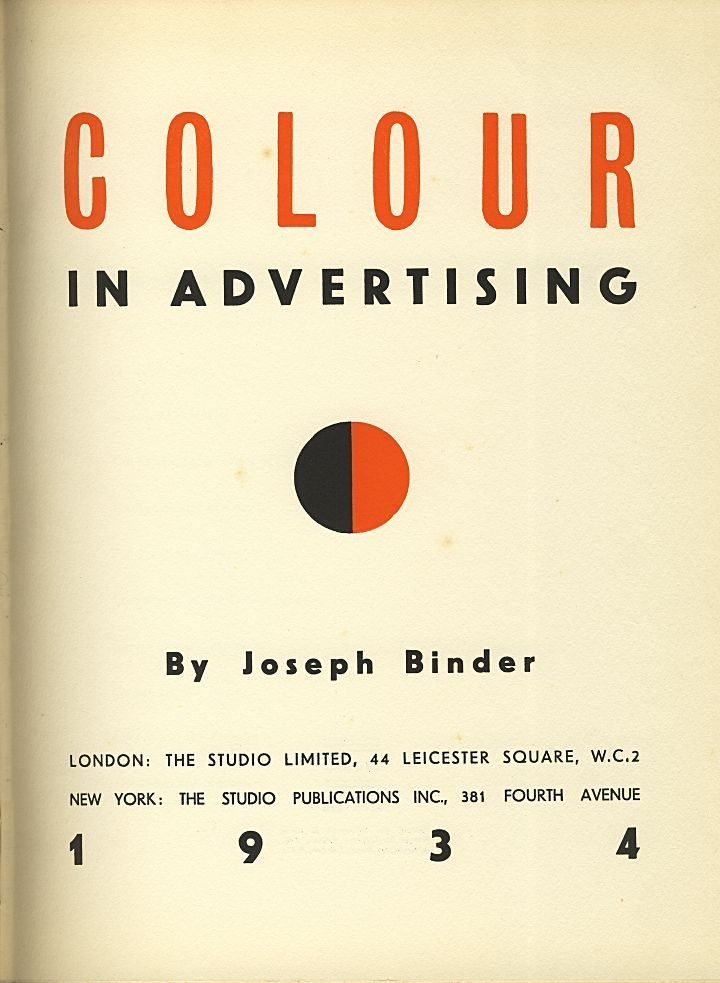 COLOUR
IN ADVERTISING
By Joseph Binder
LONDON: THE STUDIO LIMITED, 44 LEICESTER SQUARE, W.C.2
NEW YORK: THE STUDIO PUBLICATIONS INC., 381 FOURTH AVENUE
1 9 3 4